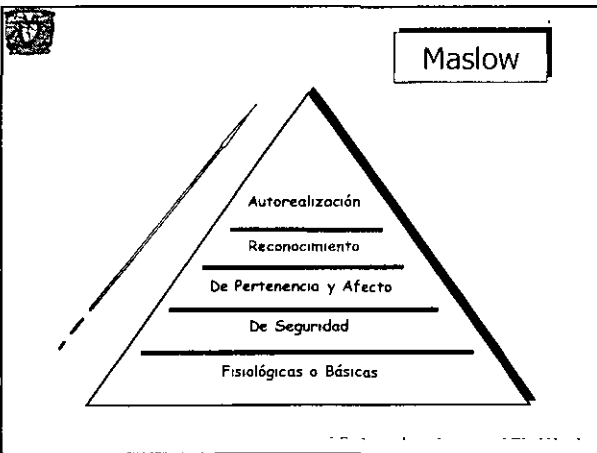 Maslow
Autorealización
Reconocimiento
De Pertenencia y Afecto
De Seguridad
Fisiológicas o Básicas